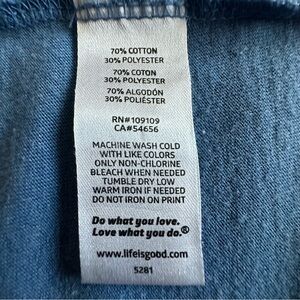 70% COTTON
30% POLYESTER
70% COTON
30% POLYESTER
70% ALGODÓN
30% POLIÉSTER
RN#109109
CA#54656
MACHINE WASH COLD
WITH LIKE COLORS
ONLY NON-CHLORINE
BLEACH WHEN NEEDED
TUMBLE DRY LOW
WARM IRON IF NEEDED
DO NOT IRON ON PRINT
Do what you love.
Love what you do.®
www.lifeisgood.com
5281